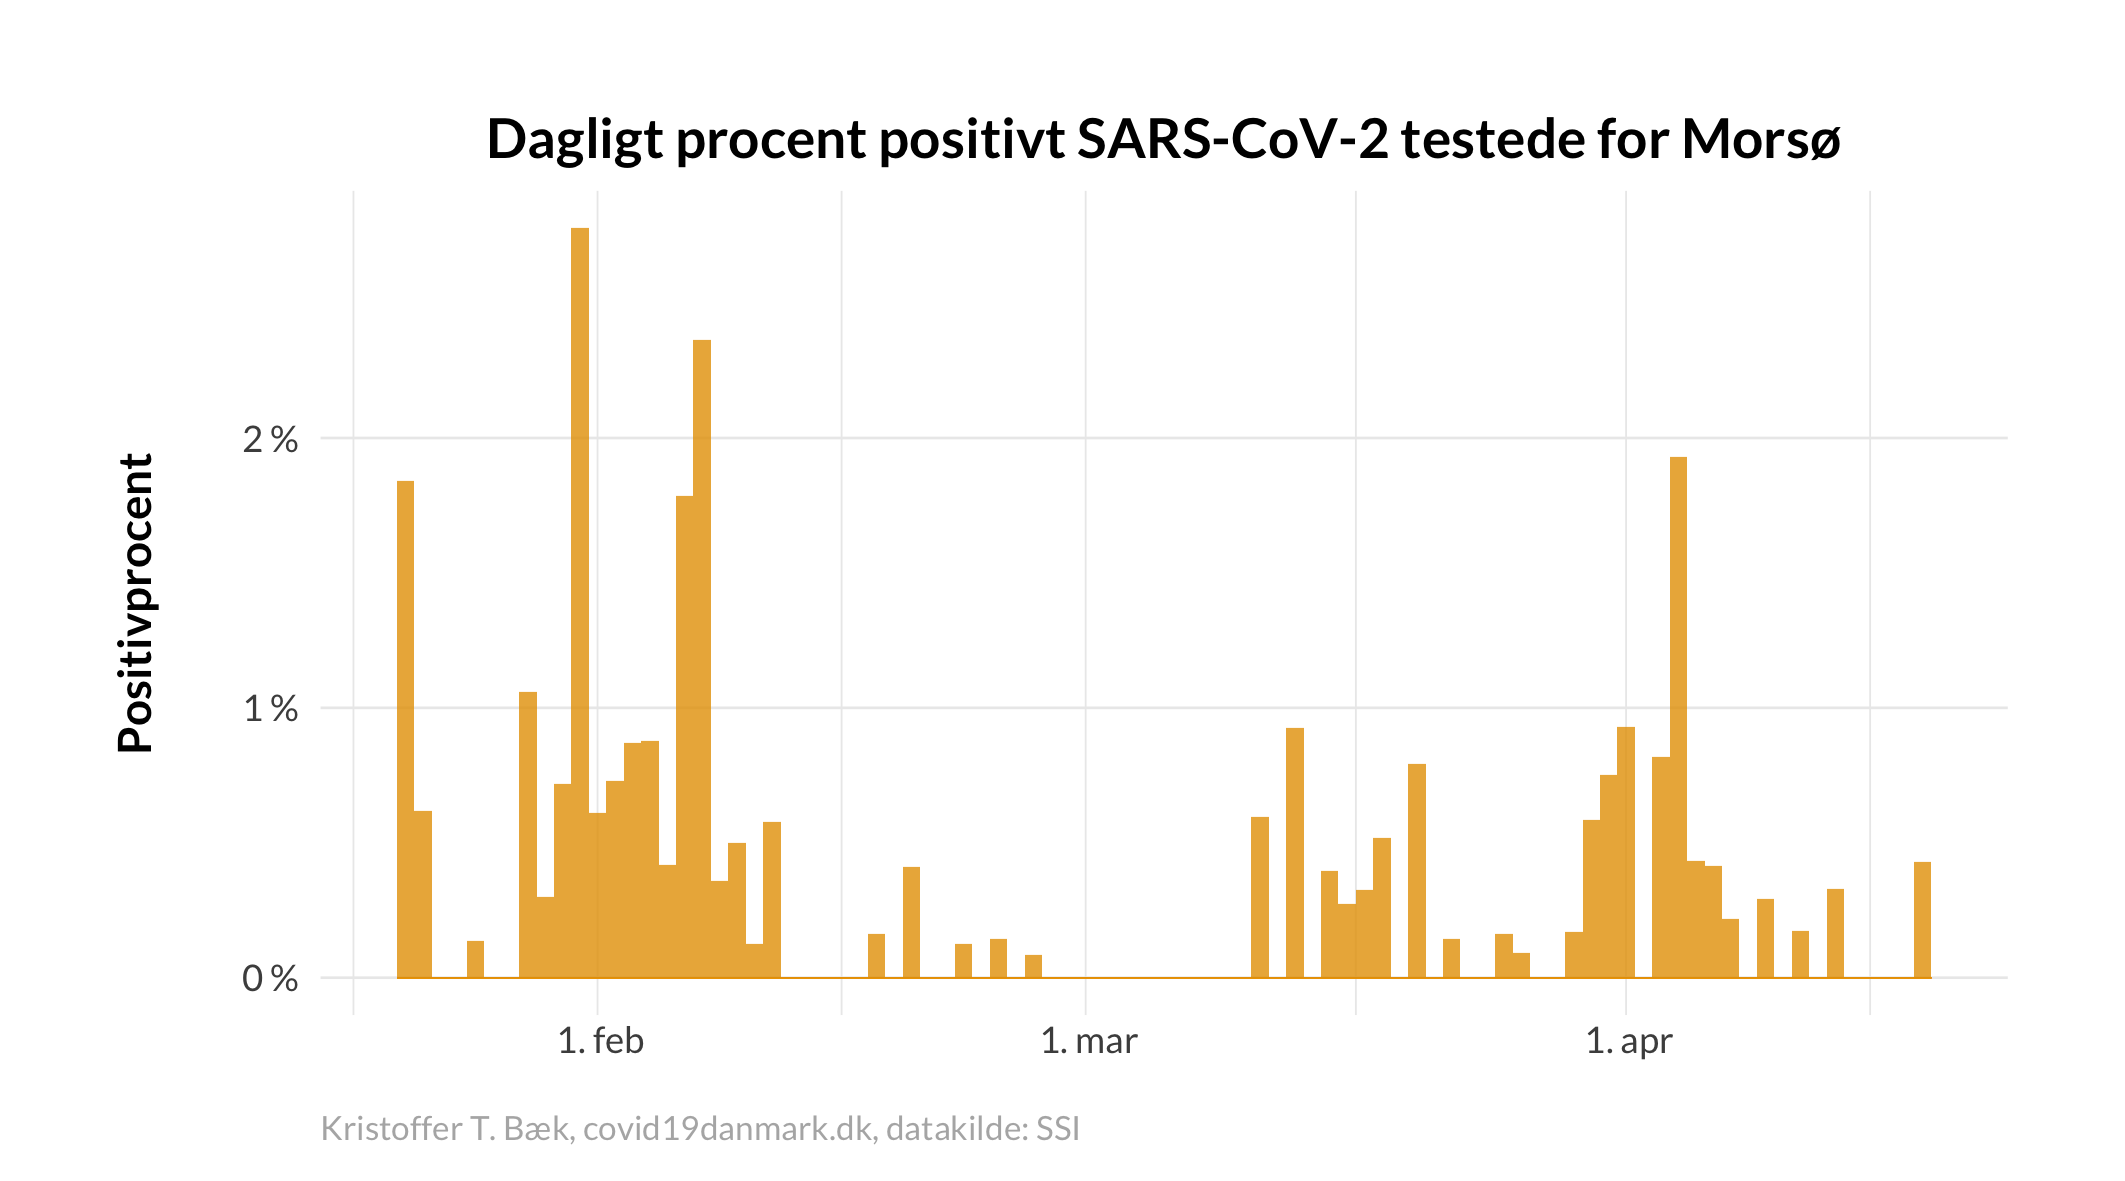 Dagligt procent positivt SARS-CoV-2 testede for Morsø
Positivprocent
2 %
1 %
0 %
1. feb
1. mar
1. apr
Kristoffer T. Bæk, covid19danmark.dk, datakilde: SSI